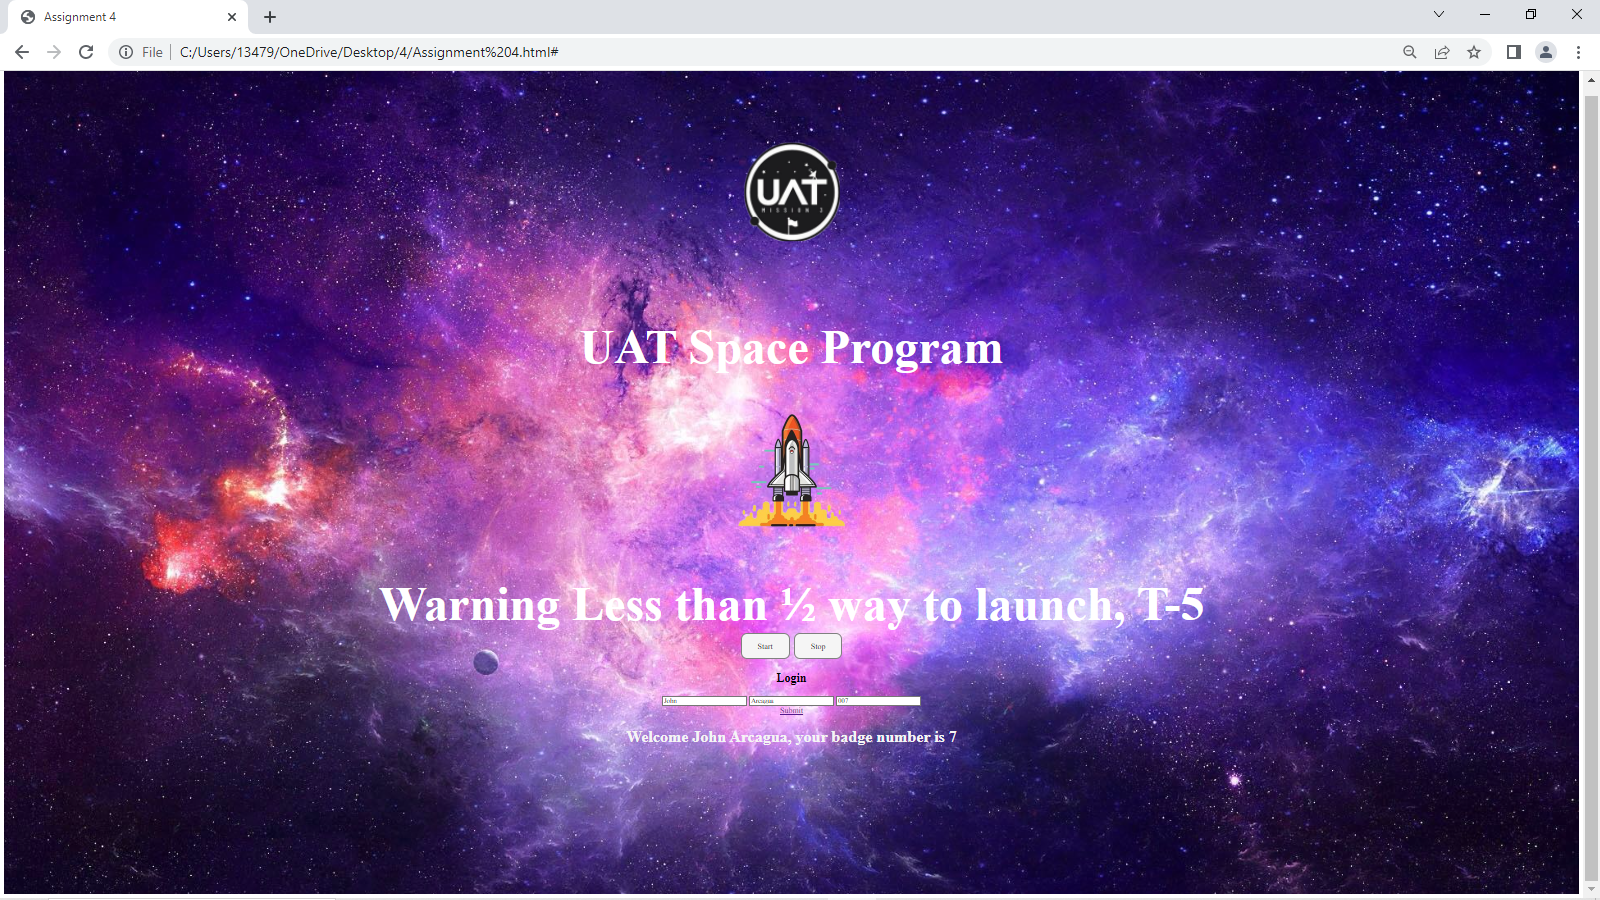 Assignment 4
File
C:/Users/13479/OneDrive/Desktop/4/Assignment%204.html#
UAT
MISSION 3
UAT Space Program
Warning Less than ½ way to launch, T-5
Start Stop
Login
John Arcagua 007
Submit
Welcome John Arcagua, your badge number is 7